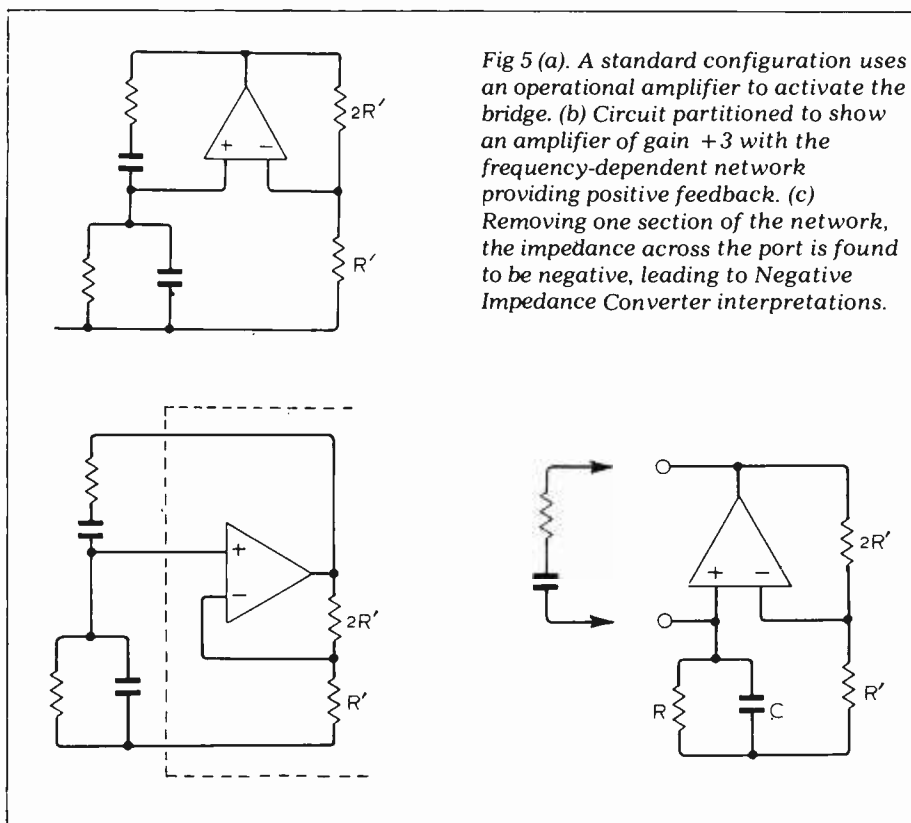 Fig 5 (a). A standard configuration uses
an operational amplifier to activate the
bridge. (b) Circuit partitioned to show
an amplifier of gain +3 with the
frequency-dependent network
providing positive feedback. (c)
Removing one section of the network,
the impedance across the port is found
to be negative, leading to Negative
Impedance Converter interpretations.
2R′
+ −
R′
+
−
2R′
R′
2R′
+ −
R C R′